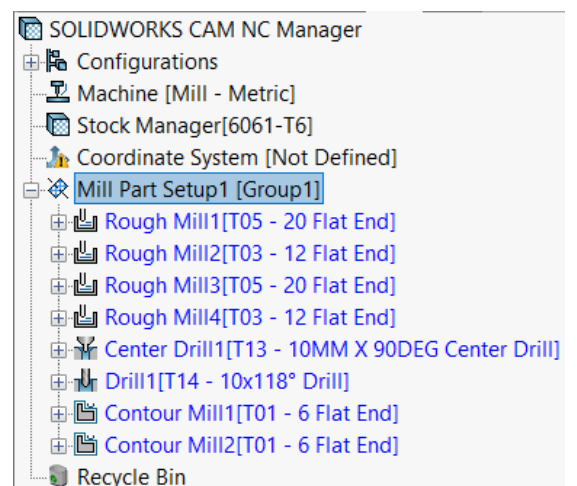 SOLIDWORKS CAM NC Manager
Configurations
Machine [Mill - Metric]
Stock Manager[6061-T6]
Coordinate System [Not Defined]
Mill Part Setup1 [Group1]
Rough Mill1[T05 - 20 Flat End]
Rough Mill2[T03 - 12 Flat End]
Rough Mill3[T05 - 20 Flat End]
Rough Mill4[T03 - 12 Flat End]
Center Drill1[T13 - 10MM X 90DEG Center Drill]
Drill1[T14 - 10x118° Drill]
Contour Mill1[T01 - 6 Flat End]
Contour Mill2[T01 - 6 Flat End]
Recycle Bin